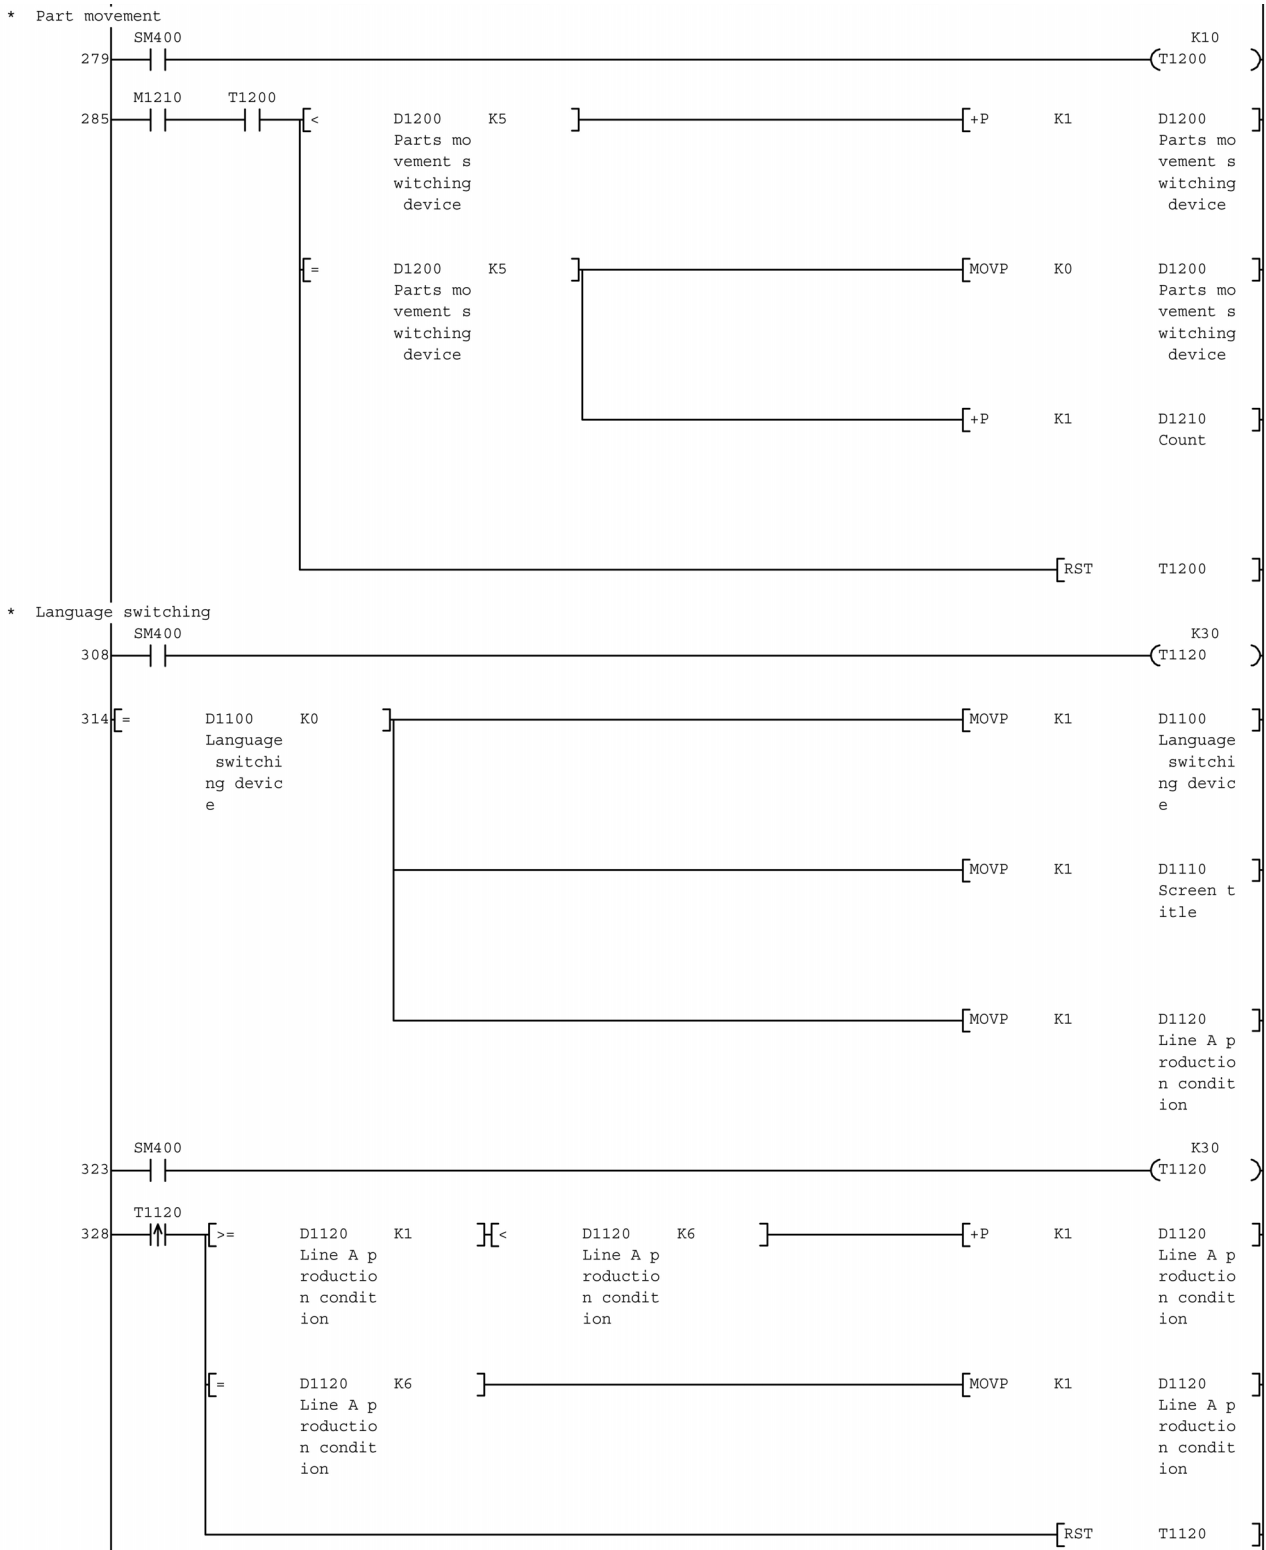 * Part movement
SM400 K10
279 T1200
M1210 T1200
285 < D1200 K5 +P K1 D1200
Parts mo Parts mo
vement s vement s
witching witching
device device
= D1200 K5 MOVP K0 D1200
Parts mo Parts mo
vement s vement s
witching witching
device device
+P K1 D1210
Count
RST T1200
* Language switching
SM400 K30
308 T1120
314 = D1100 K0 MOVP K1 D1100
Language Language
switchi switchi
ng devic ng devic
e e
MOVP K1 D1110
Screen t
itle
MOVP K1 D1120
Line A p
roductio
n condit
ion
SM400 K30
323 T1120
T1120
328 >= D1120 K1 < D1120 K6 +P K1 D1120
Line A p Line A p Line A p
roductio roductio roductio
n condit n condit n condit
ion ion ion
= D1120 K6 MOVP K1 D1120
Line A p Line A p
roductio roductio
n condit n condit
ion ion
RST T1120